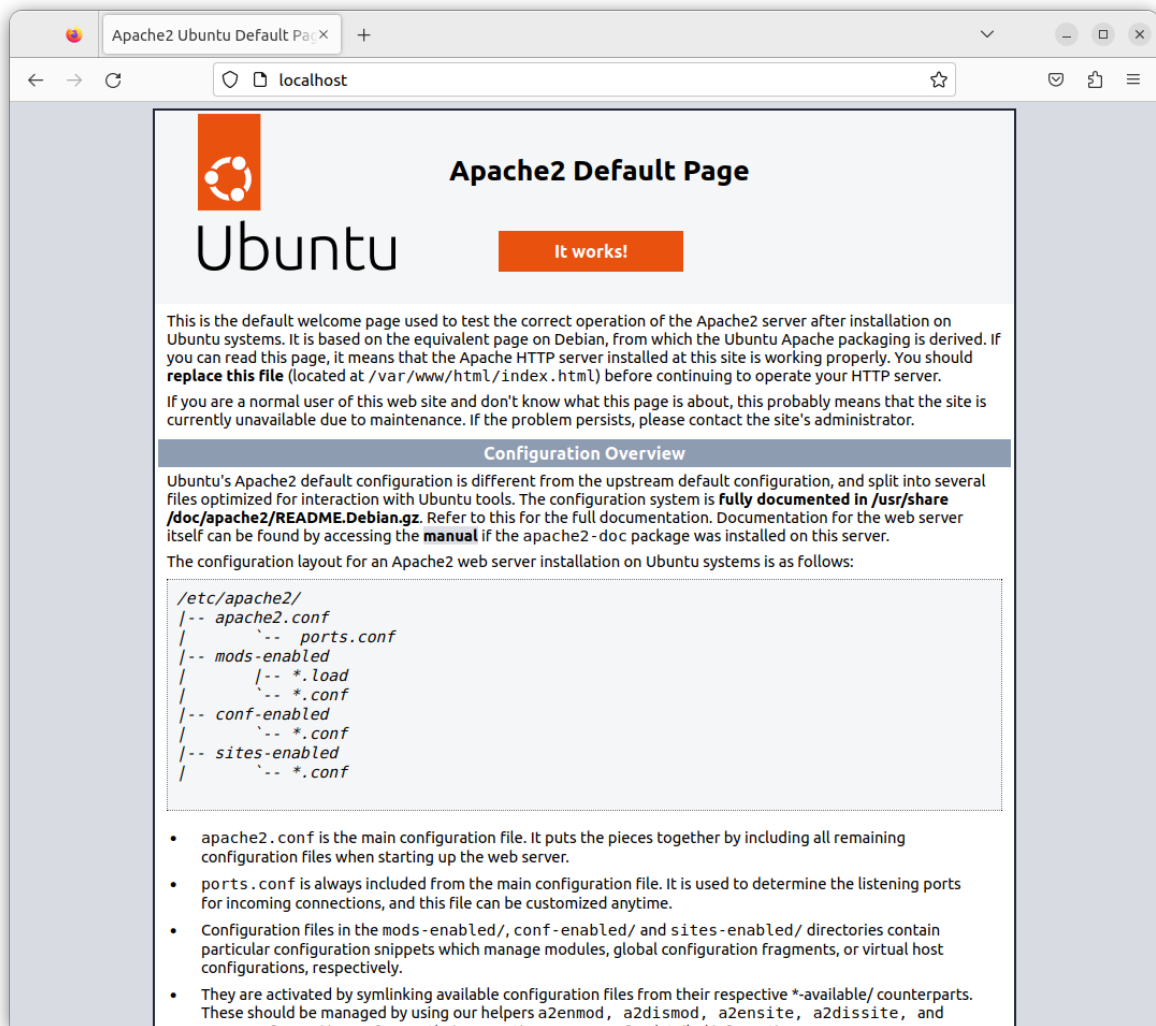 Apache2 Ubuntu Default Pag
localhost
Ubuntu
Apache2 Default Page
It works!
This is the default welcome page used to test the correct operation of the Apache2 server after installation on
Ubuntu systems. It is based on the equivalent page on Debian, from which the Ubuntu Apache packaging is derived. If
you can read this page, it means that the Apache HTTP server installed at this site is working properly. You should
replace this file (located at /var/www/html/index.html) before continuing to operate your HTTP server.
If you are a normal user of this web site and don't know what this page is about, this probably means that the site is
currently unavailable due to maintenance. If the problem persists, please contact the site's administrator.
Configuration Overview
Ubuntu's Apache2 default configuration is different from the upstream default configuration, and split into several
files optimized for interaction with Ubuntu tools. The configuration system is fully documented in /usr/share
/doc/apache2/README.Debian.gz. Refer to this for the full documentation. Documentation for the web server
itself can be found by accessing the manual if the apache2-doc package was installed on this server.
The configuration layout for an Apache2 web server installation on Ubuntu systems is as follows:
/etc/apache2/
|-- apache2.conf
|       `--  ports.conf
|-- mods-enabled
|       |-- *.load
|       `-- *.conf
|-- conf-enabled
|       `-- *.conf
|-- sites-enabled
|       `-- *.conf
• apache2.conf is the main configuration file. It puts the pieces together by including all remaining
configuration files when starting up the web server.
• ports.conf is always included from the main configuration file. It is used to determine the listening ports
for incoming connections, and this file can be customized anytime.
• Configuration files in the mods-enabled/, conf-enabled/ and sites-enabled/ directories contain
particular configuration snippets which manage modules, global configuration fragments, or virtual host
configurations, respectively.
• They are activated by symlinking available configuration files from their respective *-available/ counterparts.
These should be managed by using our helpers a2enmod, a2dismod, a2ensite, a2dissite, and